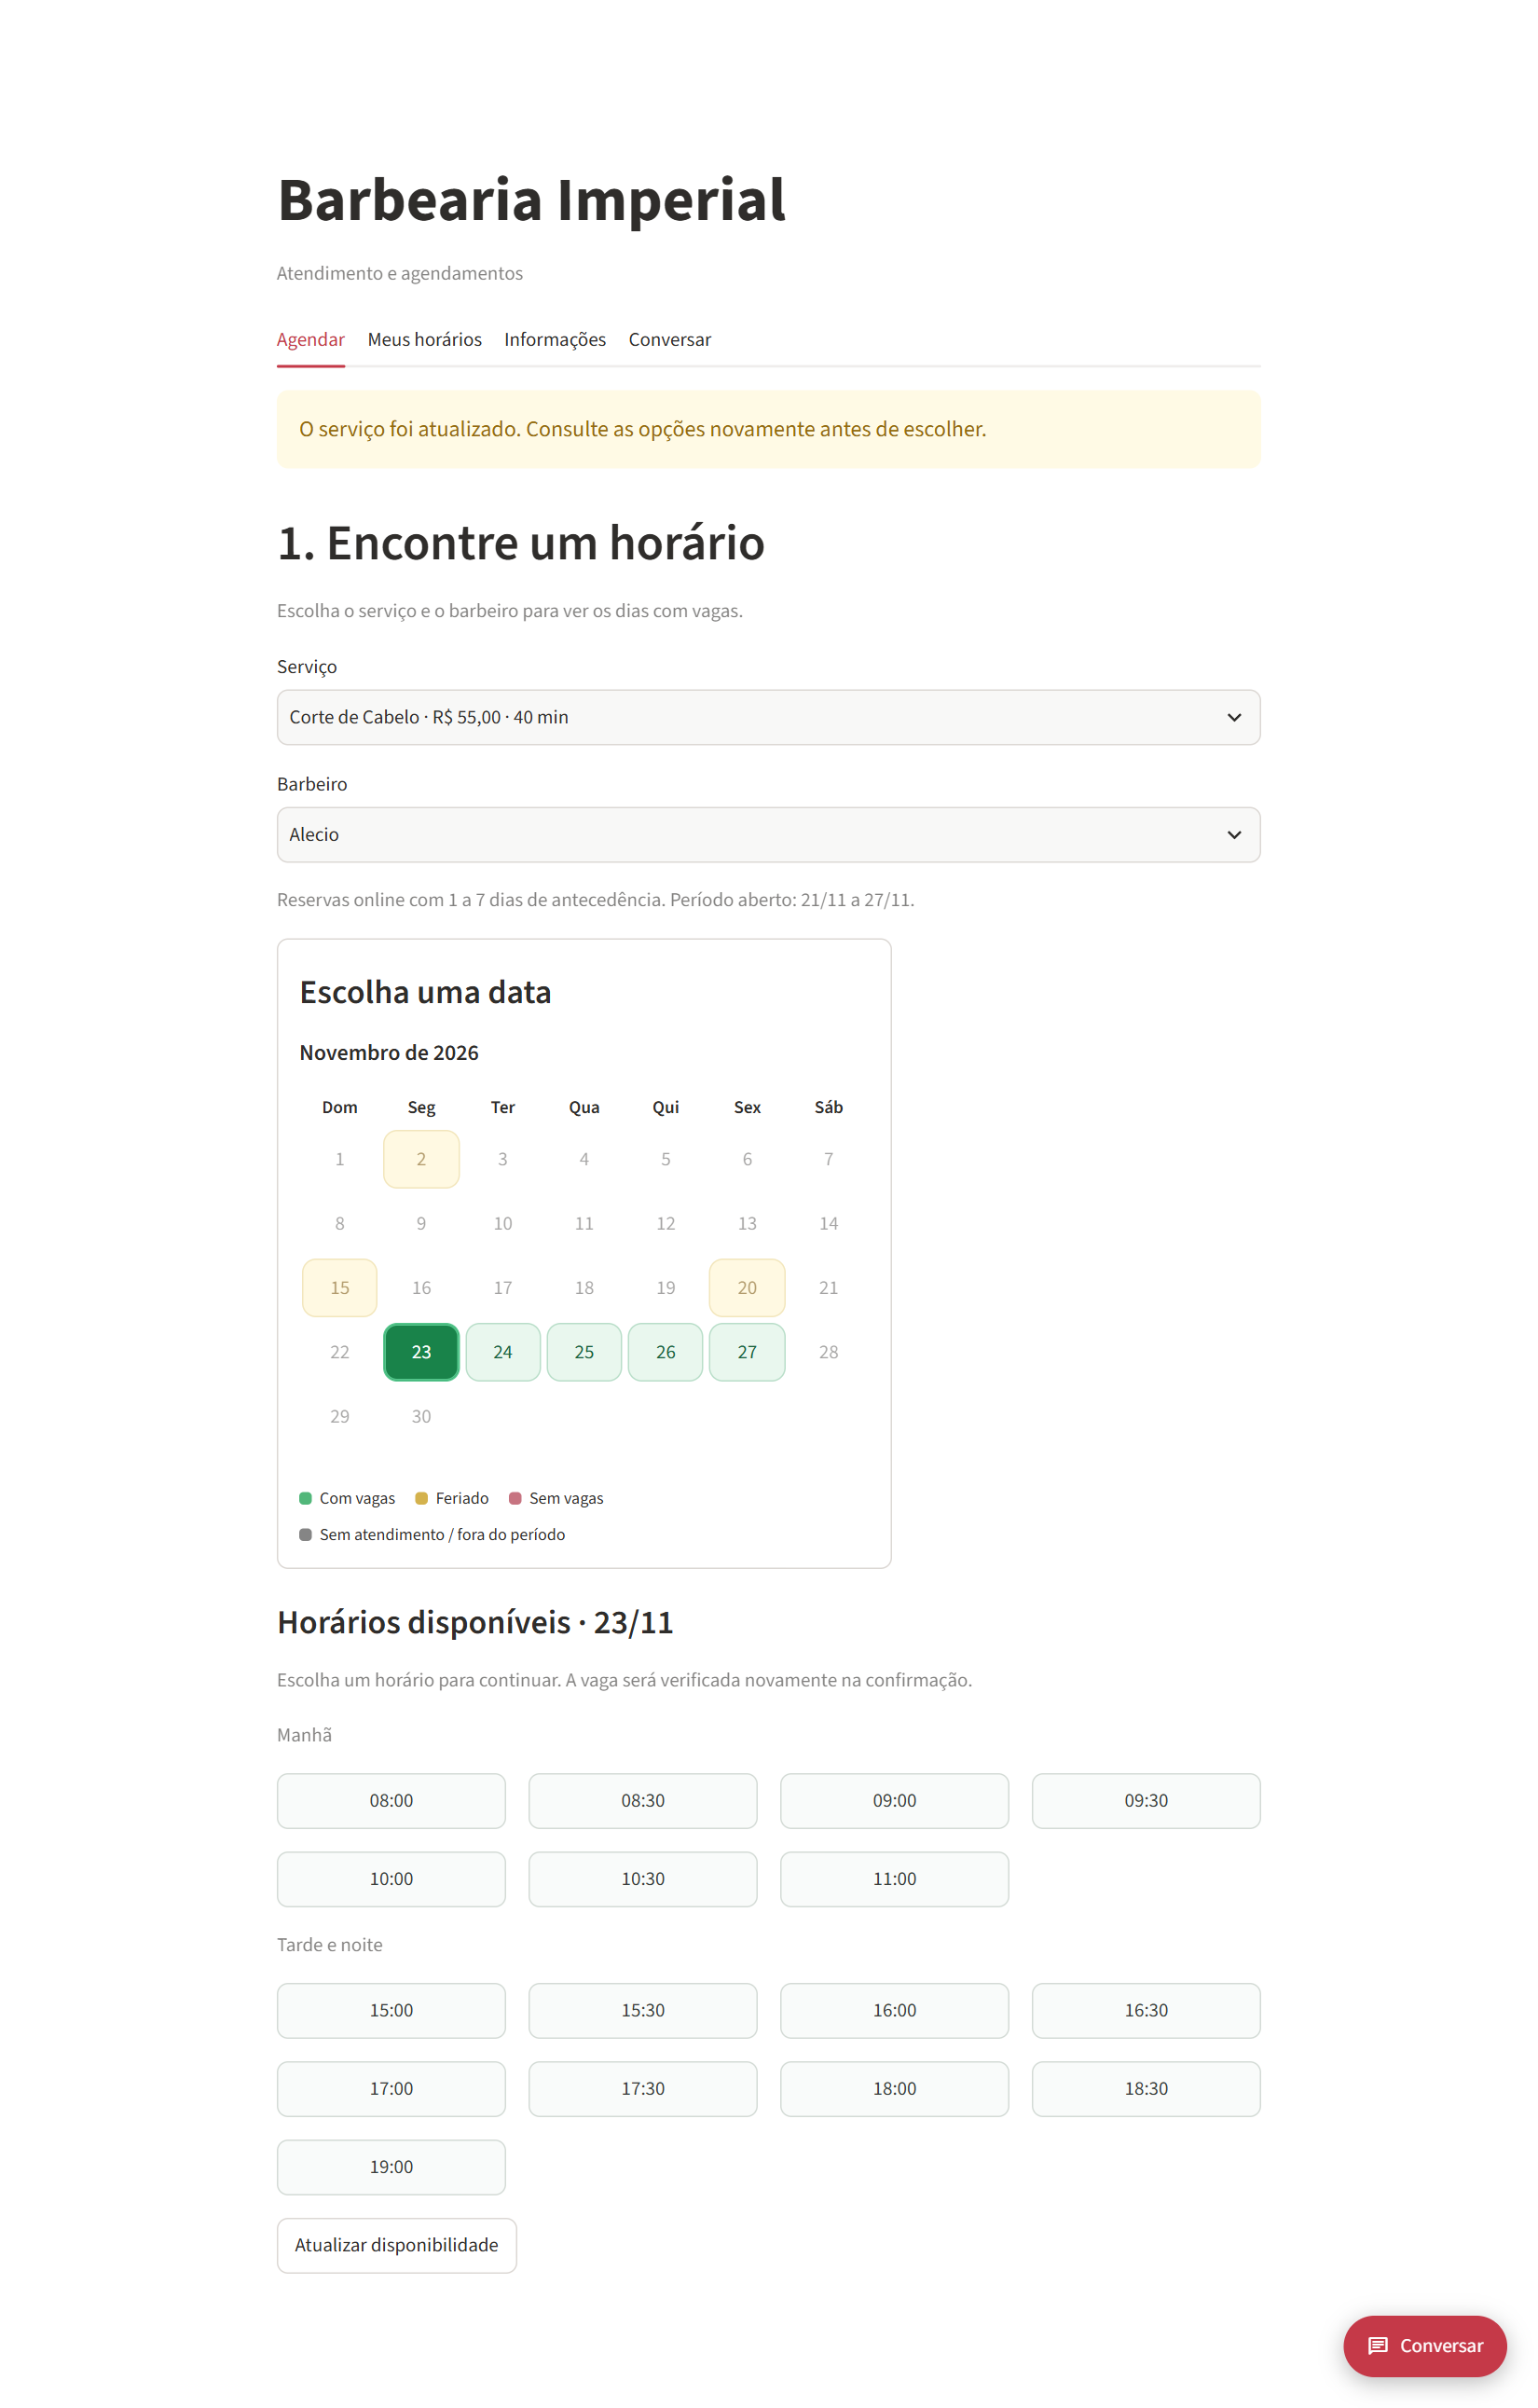 Barbearia Imperial
Atendimento e agendamentos
Agendar Meus horários Informações Conversar
O serviço foi atualizado. Consulte as opções novamente antes de escolher.
1. Encontre um horário
Escolha o serviço e o barbeiro para ver os dias com vagas.
Serviço
Corte de Cabelo · R$ 55,00 · 40 min
Barbeiro
Alecio
Reservas online com 1 a 7 dias de antecedência. Período aberto: 21/11 a 27/11.
Escolha uma data
Novembro de 2026
Dom Seg Ter Qua Qui Sex Sáb
1 2 3 4 5 6 7
8 9 10 11 12 13 14
15 16 17 18 19 20 21
22 23 24 25 26 27 28
29 30
Com vagas Feriado Sem vagas
Sem atendimento / fora do período
Horários disponíveis · 23/11
Escolha um horário para continuar. A vaga será verificada novamente na confirmação.
Manhã
08:00 08:30 09:00 09:30
10:00 10:30 11:00
Tarde e noite
15:00 15:30 16:00 16:30
17:00 17:30 18:00 18:30
19:00
Atualizar disponibilidade
Conversar